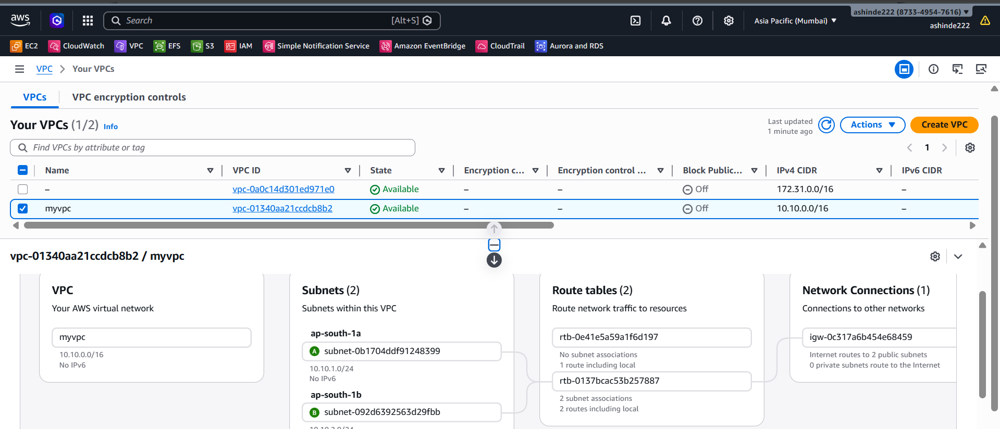 aws
Search [Alt+S]
Asia Pacific (Mumbai) ▼
ashinde222 (8733-4954-7616) ▼
ashinde222
EC2 CloudWatch VPC EFS S3 IAM Simple Notification Service Amazon EventBridge CloudTrail Aurora and RDS
VPC > Your VPCs
VPCs VPC encryption controls
Your VPCs (1/2) Info
Last updated
1 minute ago
Actions ▼
Create VPC
Find VPCs by attribute or tag
1
Name VPC ID State Encryption c... Encryption control ... Block Public... IPv4 CIDR IPv6 CIDR
– vpc-0a0c14d301ed971e0 Available – – Off 172.31.0.0/16 –
myvpc vpc-01340aa21ccdcb8b2 Available – – Off 10.10.0.0/16 –
vpc-01340aa21ccdcb8b2 / myvpc
VPC
Your AWS virtual network
myvpc
10.10.0.0/16
No IPv6
Subnets (2)
Subnets within this VPC
ap-south-1a
A subnet-0b1704ddf91248399
10.10.1.0/24
No IPv6
ap-south-1b
B subnet-092d6392563d29fbb
Route tables (2)
Route network traffic to resources
rtb-0e41e5a59a1f6d197
No subnet associations
1 route including local
rtb-0137bcac53b257887
2 subnet associations
2 routes including local
Network Connections (1)
Connections to other networks
igw-0c317a6b454e68459
Internet routes to 2 public subnets
0 private subnets route to the Internet